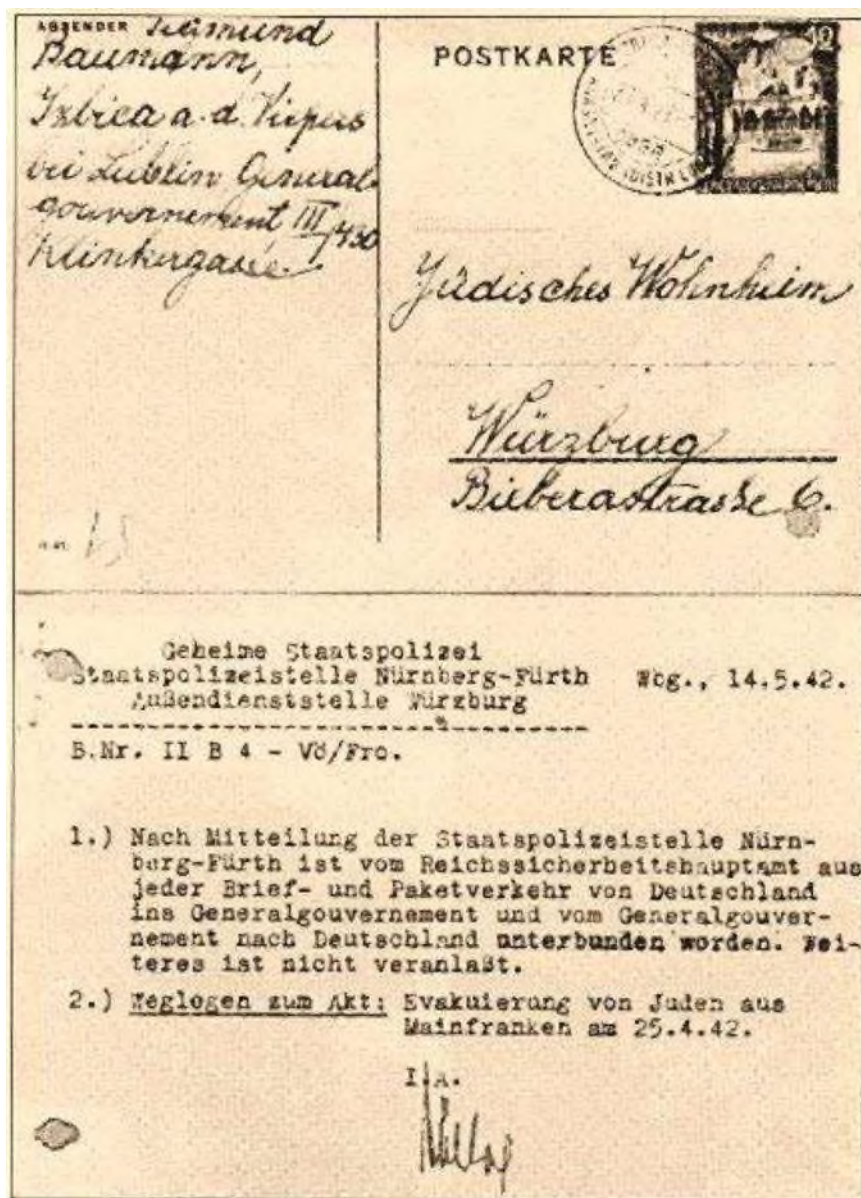 ABSENDER Sigmund
Baumann,
Izbica a. d. Wieprz
bei Lublin General-
gouvernement III/430
Klinkergasse
POSTKARTE
Jüdisches Wohnheim
Würzburg
Bieberastrasse 6.
Geheime Staatspolizei
Staatspolizeistelle Nürnberg-Fürth
Außendienststelle Würzburg
Wbg., 14.5.42.
B.Nr. II B 4 - Vö/Fro.
1.) Nach Mitteilung der Staatspolizeistelle Nürn-
berg-Fürth ist vom Reichssicherheitshauptamt aus
jeder Brief- und Paketverkehr von Deutschland
ins Generalgouvernement und vom Generalgouver-
nement nach Deutschland unterbunden worden. Wei-
teres ist nicht veranlaßt.
2.) Weglegen zum Akt: Evakuierung von Juden aus
Mainfranken am 25.4.42.
I.A.